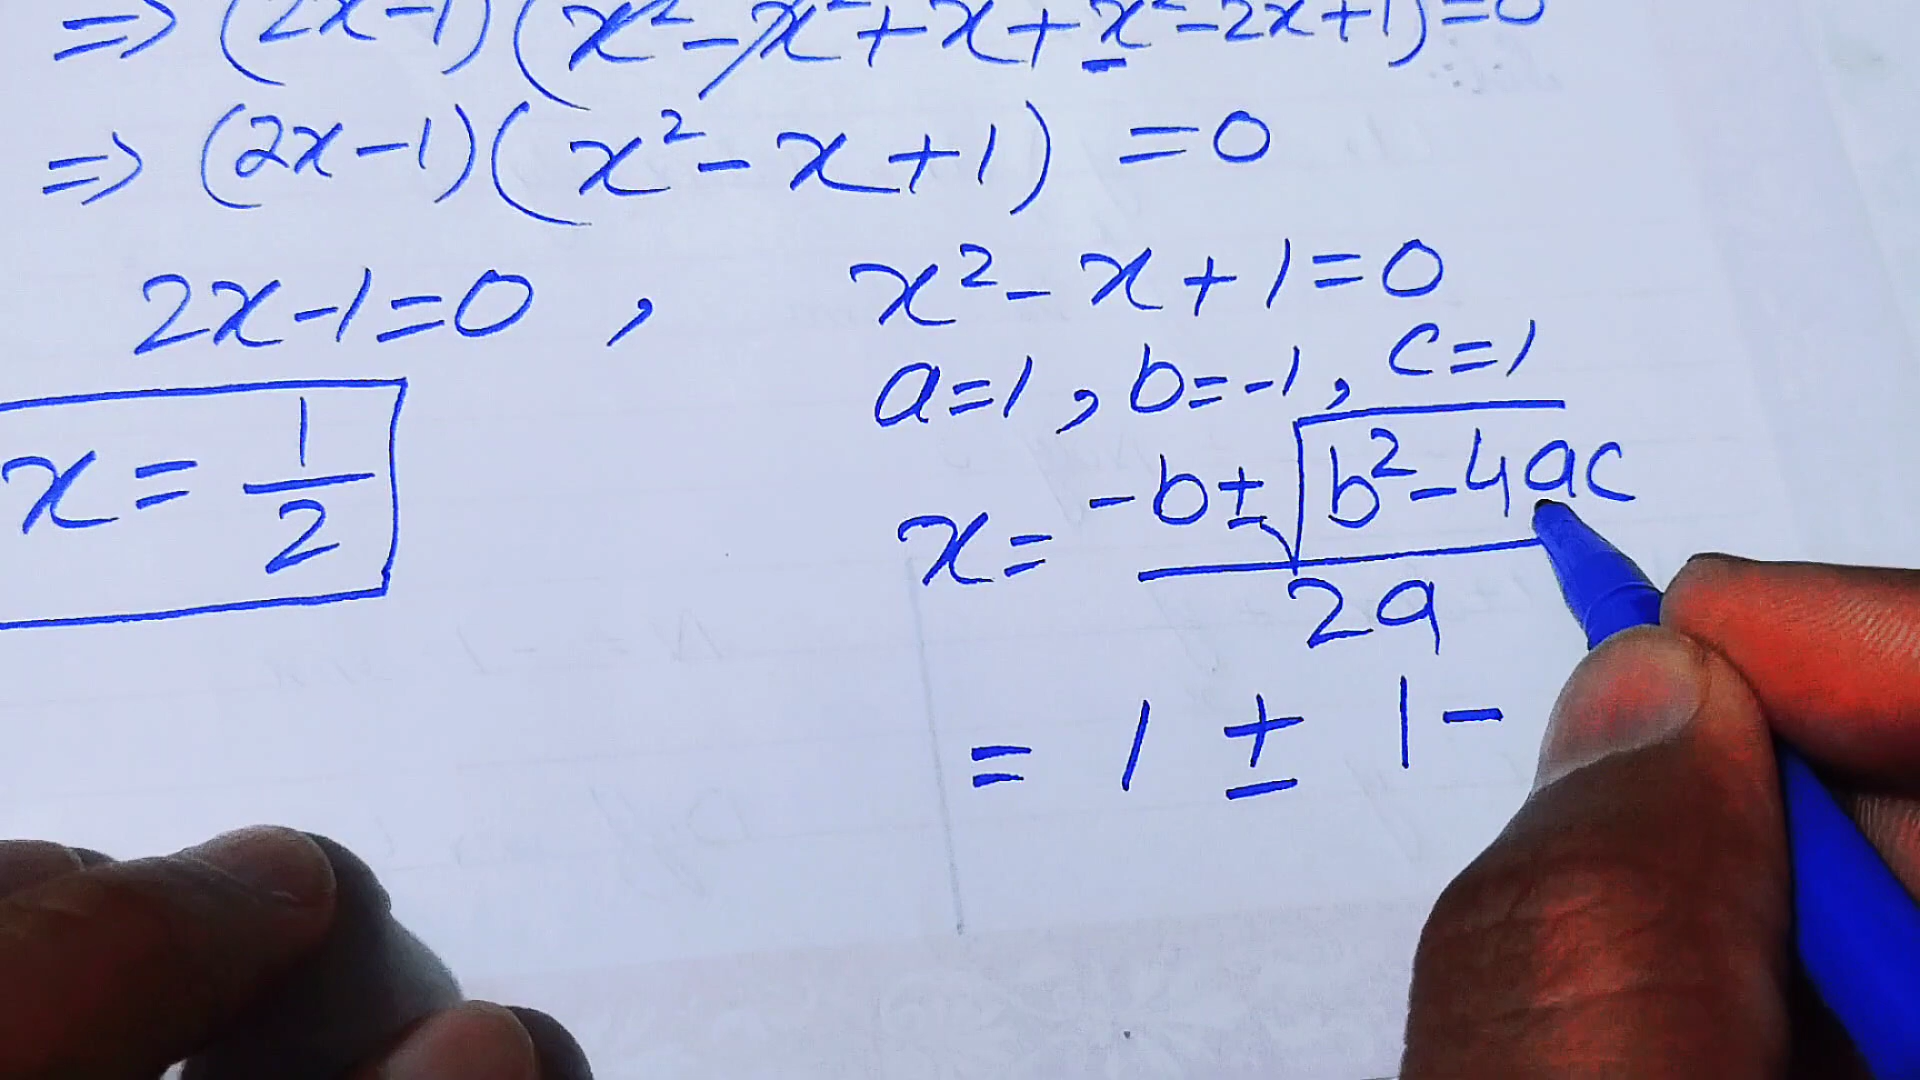 => (2x-1)(x²-x²+x+x²-2x+1)=0
=> (2x-1)(x²-x+1) =0
2x-1=0 , x²-x+1=0
a=1, b=-1, c=1
x = 1/2
x = (-b±√(b²-4ac))/2a
= 1 ± 1 -